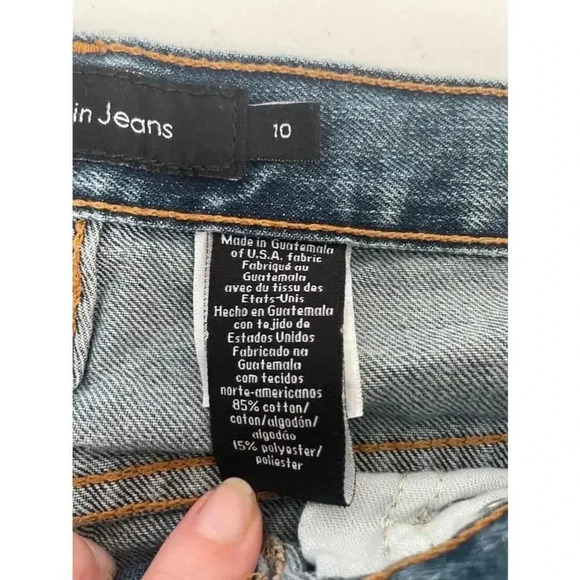 in Jeans
10
Made in Guatemala
of U.S.A. fabric
Fabriqué au
Guatemala
avec du tissu des
Etats-Unis
Hecho en Guatemala
con tejido de
Estados Unidos
Fabricado na
Guatemala
com tecidos
norte-americanos
85% cotton/
coton/algodón/
algodão
15% polyester/
poliester